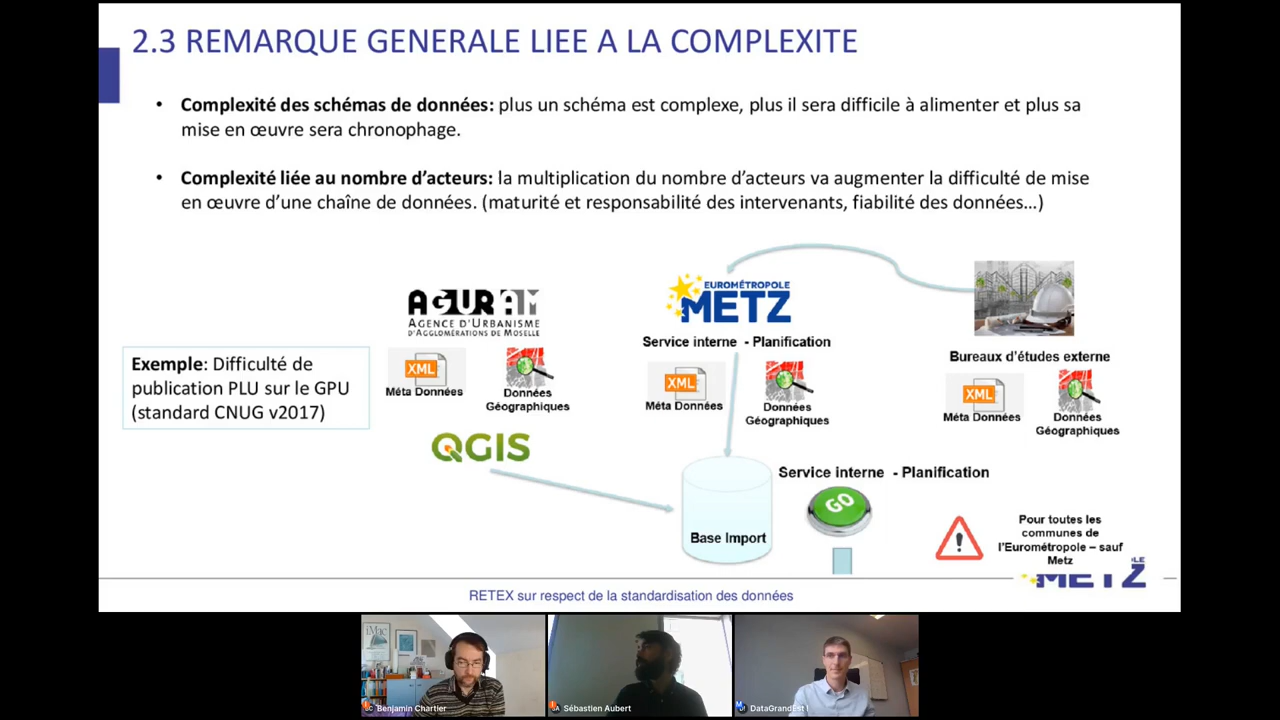 2.3 REMARQUE GENERALE LIEE A LA COMPLEXITE
• Complexité des schémas de données: plus un schéma est complexe, plus il sera difficile à alimenter et plus sa
mise en œuvre sera chronophage.
• Complexité liée au nombre d'acteurs: la multiplication du nombre d'acteurs va augmenter la difficulté de mise
en œuvre d'une chaîne de données. (maturité et responsabilité des intervenants, fiabilité des données…)
AGURAM
AGENCE D'URBANISME
D'AGGLOMÉRATIONS DE MOSELLE
EUROMÉTROPOLE
METZ
Service interne - Planification
Bureaux d'études externe
Exemple: Difficulté de
publication PLU sur le GPU
(standard CNUG v2017)
XML
Méta Données
Données
Géographiques
XML
Méta Données
Données
Géographiques
XML
Méta Données
Données
Géographiques
QGIS
Service interne - Planification
GO
Base Import
Pour toutes les
communes de
l'Eurométropole – sauf
Metz
METZ
RETEX sur respect de la standardisation des données
iMac
Benjamin Chartier
Sébastien Aubert
DataGrandEst